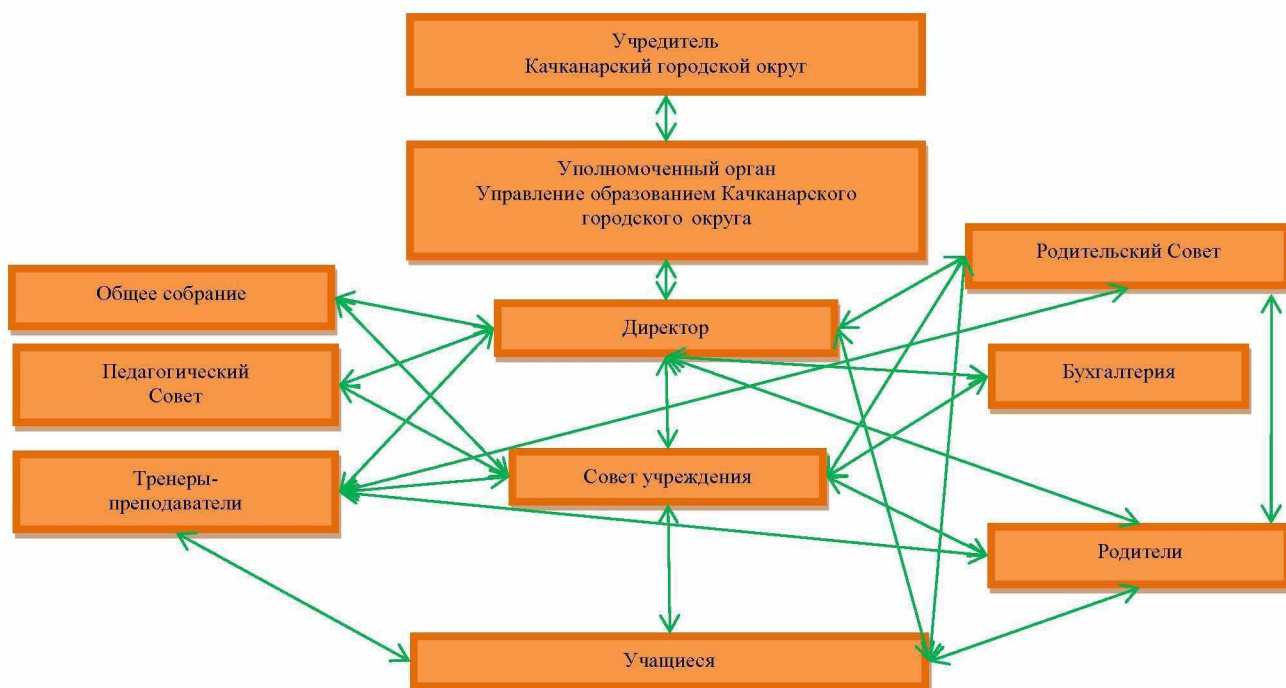 Учредитель
Качканарский городской округ
Уполномоченный орган
Управление образованием Качканарского
городского округа
Родительский Совет
Общее собрание
Директор
Педагогический
Совет
Бухгалтерия
Тренеры-
преподаватели
Совет учреждения
Родители
Учащиеся